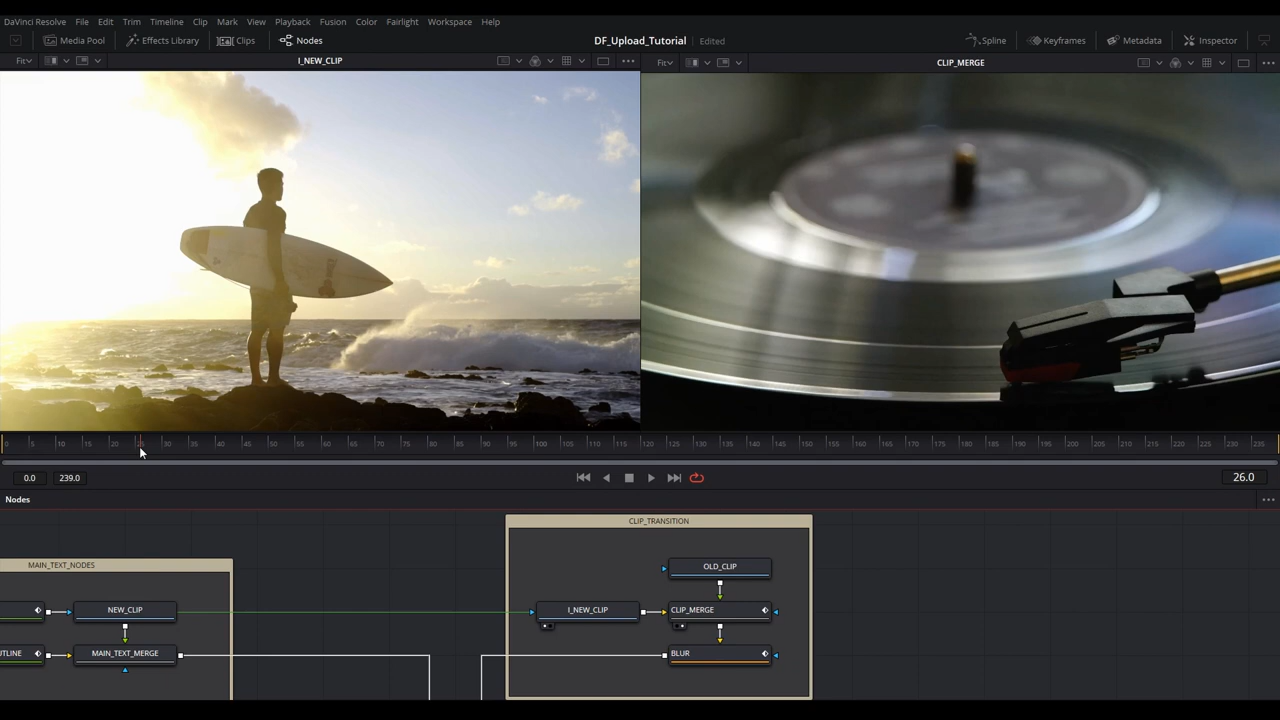 DaVinci Resolve File Edit Trim Timeline Clip Mark View Playback Fusion Color Fairlight Workspace Help
Media Pool Effects Library Clips Nodes DF_Upload_Tutorial Edited Spline Keyframes Metadata Inspector
Fit I_NEW_CLIP Fit CLIP_MERGE
0 5 10 15 20 25 30 35 40 45 50 55 60 65 70 75 80 85 90 95 100 105 110 115 120 125 130 135 140 145 150 155 160 165 170 175 180 185 190 195 200 205 210 215 220 225 230 235
0.0 239.0 26.0
Nodes
CLIP_TRANSITION
MAIN_TEXT_NODES OLD_CLIP
NEW_CLIP I_NEW_CLIP CLIP_MERGE
UTLINE MAIN_TEXT_MERGE BLUR